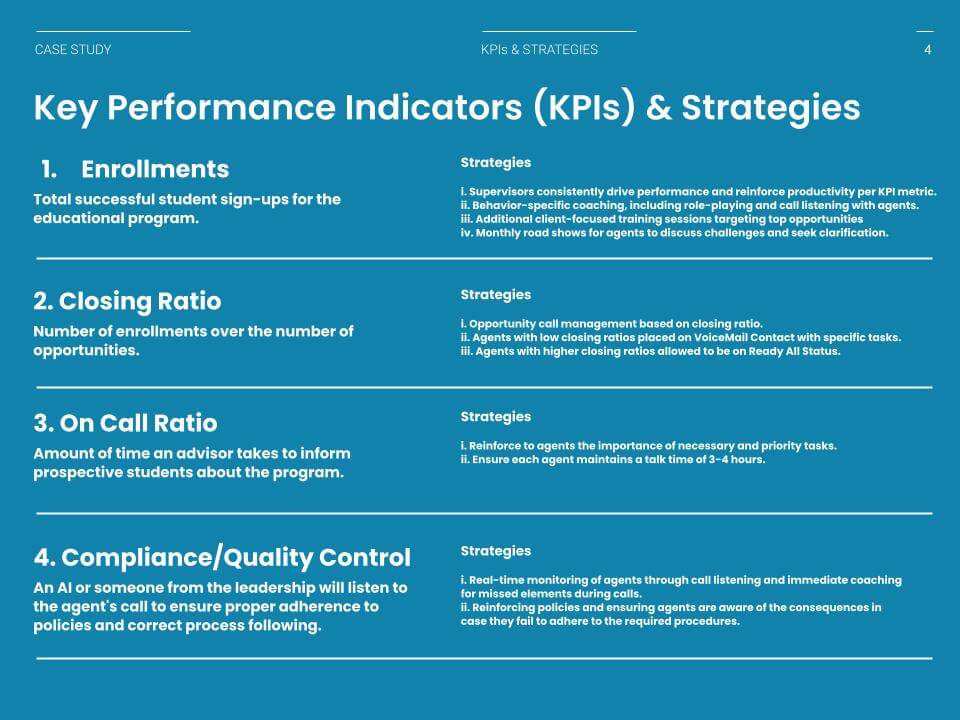 CASE STUDY
KPIs & STRATEGIES
4
Key Performance Indicators (KPIs) & Strategies
1. Enrollments
Total successful student sign-ups for the
educational program.
Strategies
i. Supervisors consistently drive performance and reinforce productivity per KPI metric.
ii. Behavior-specific coaching, including role-playing and call listening with agents.
iii. Additional client-focused training sessions targeting top opportunities
iv. Monthly road shows for agents to discuss challenges and seek clarification.
2. Closing Ratio
Number of enrollments over the number of
opportunities.
Strategies
i. Opportunity call management based on closing ratio.
ii. Agents with low closing ratios placed on VoiceMail Contact with specific tasks.
iii. Agents with higher closing ratios allowed to be on Ready All Status.
3. On Call Ratio
Amount of time an advisor takes to inform
prospective students about the program.
Strategies
i. Reinforce to agents the importance of necessary and priority tasks.
ii. Ensure each agent maintains a talk time of 3-4 hours.
4. Compliance/Quality Control
An AI or someone from the leadership will listen to
the agent's call to ensure proper adherence to
policies and correct process following.
Strategies
i. Real-time monitoring of agents through call listening and immediate coaching
for missed elements during calls.
ii. Reinforcing policies and ensuring agents are aware of the consequences in
case they fail to adhere to the required procedures.